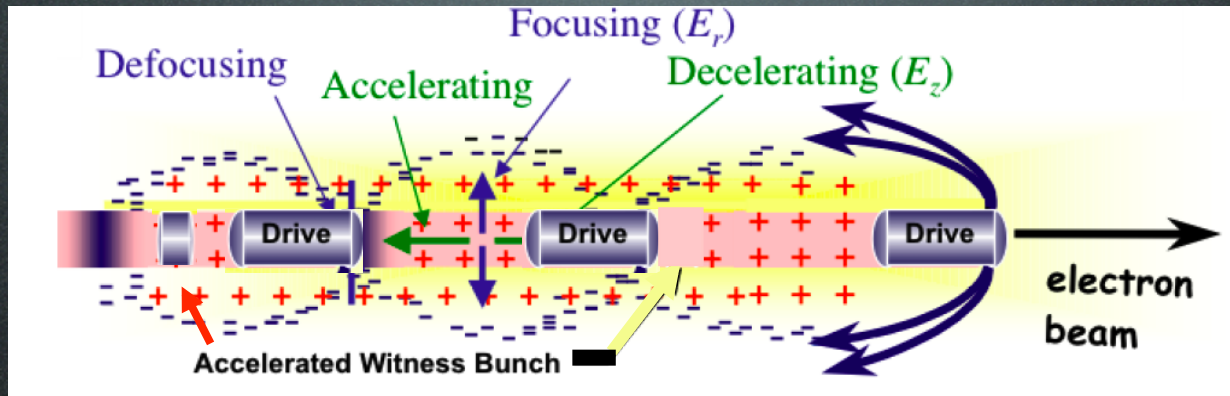 Focusing (E_r)
Defocusing
Accelerating
Decelerating (E_z)
Drive
Drive
Drive
electron
beam
Accelerated Witness Bunch